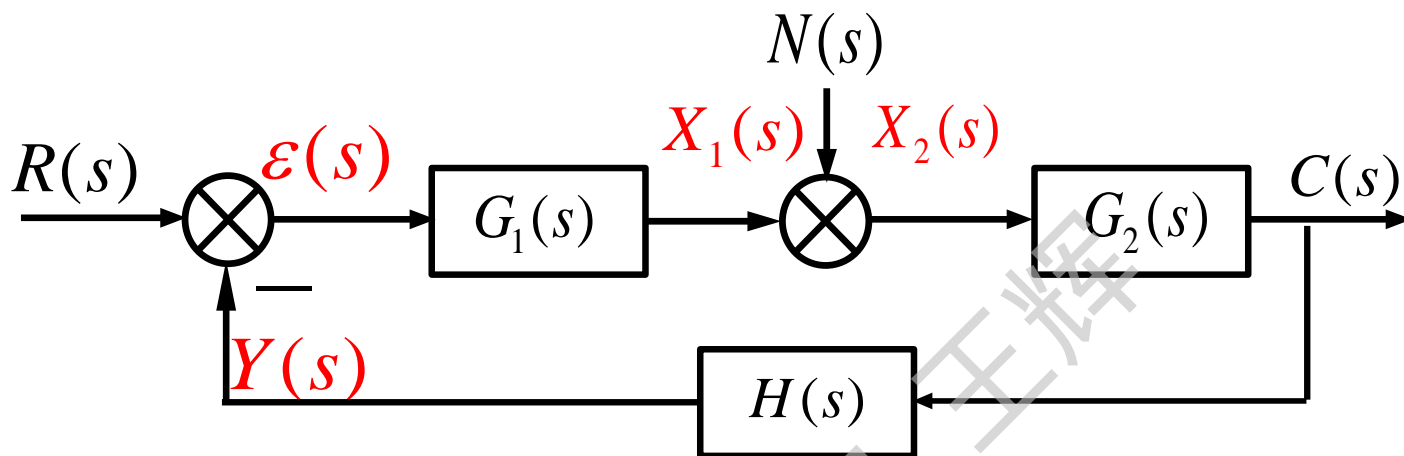 N(s)
R(s)
ε(s)
G₁(s)
X₁(s)
X₂(s)
G₂(s)
C(s)
—
Y(s)
H(s)
王辉